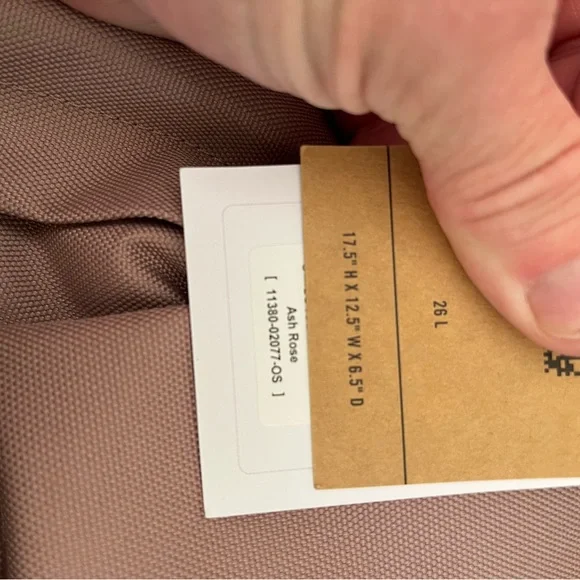 Ash Rose
[ 11380-02077-OS ]
26 L
17.5" H X 12.5" W X 6.5" D